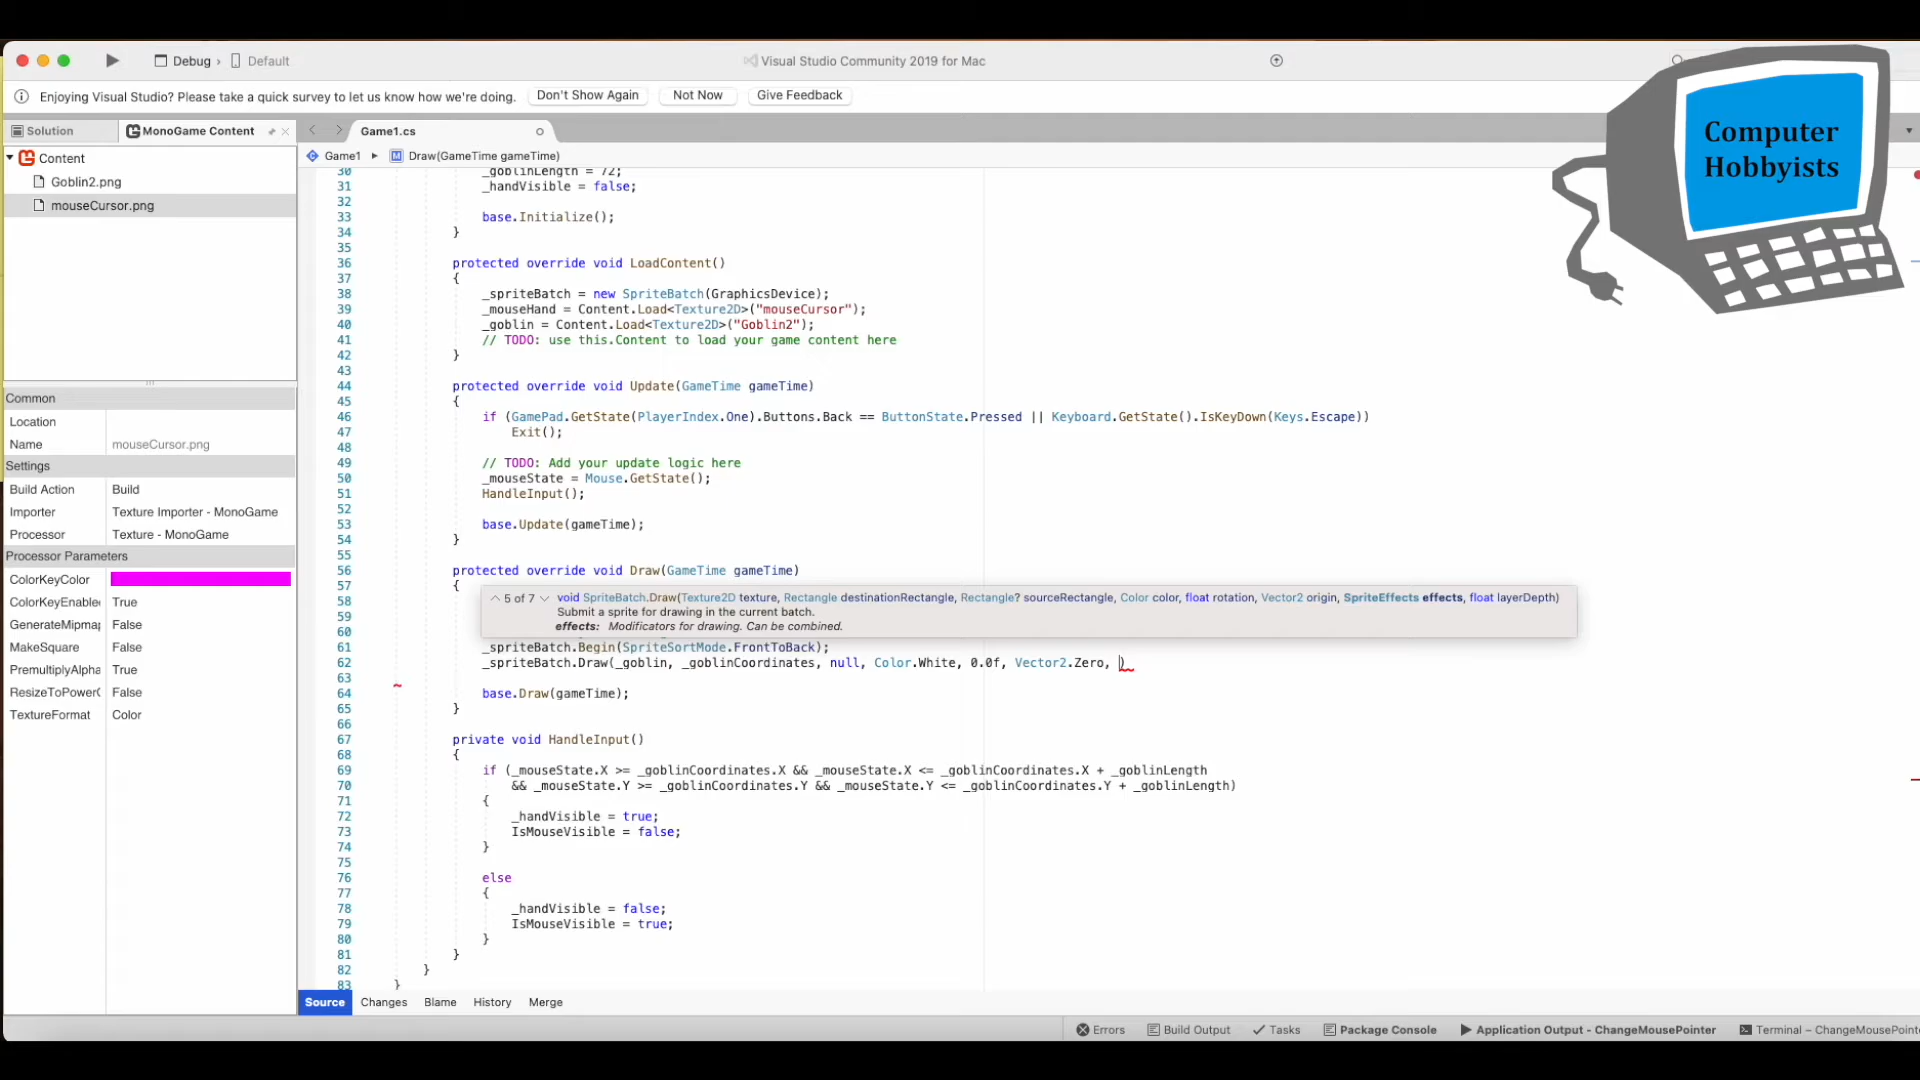 Debug › Default
Visual Studio Community 2019 for Mac
Computer
Hobbyists
Enjoying Visual Studio? Please take a quick survey to let us know how we're doing. Don't Show Again Not Now Give Feedback
Solution MonoGame Content Game1.cs
Game1 Draw(GameTime gameTime)
Content
Goblin2.png
mouseCursor.png
Common
Location
Name mouseCursor.png
Settings
Build Action Build
Importer Texture Importer - MonoGame
Processor Texture - MonoGame
Processor Parameters
ColorKeyColor
ColorKeyEnable True
GenerateMipmap False
MakeSquare False
PremultiplyAlpha True
ResizeToPower False
TextureFormat Color
30 _goblinLength = 72;
31 _handVisible = false;
32
33 base.Initialize();
34 }
35
36 protected override void LoadContent()
37 {
38 _spriteBatch = new SpriteBatch(GraphicsDevice);
39 _mouseHand = Content.Load<Texture2D>("mouseCursor");
40 _goblin = Content.Load<Texture2D>("Goblin2");
41 // TODO: use this.Content to load your game content here
42 }
43
44 protected override void Update(GameTime gameTime)
45 {
46 if (GamePad.GetState(PlayerIndex.One).Buttons.Back == ButtonState.Pressed || Keyboard.GetState().IsKeyDown(Keys.Escape))
47 Exit();
48
49 // TODO: Add your update logic here
50 _mouseState = Mouse.GetState();
51 HandleInput();
52
53 base.Update(gameTime);
54 }
55
56 protected override void Draw(GameTime gameTime)
57 {
58 5 of 7 void SpriteBatch.Draw(Texture2D texture, Rectangle destinationRectangle, Rectangle? sourceRectangle, Color color, float rotation, Vector2 origin, SpriteEffects effects, float layerDepth)
59 Submit a sprite for drawing in the current batch.
60 effects: Modificators for drawing. Can be combined.
61 _spriteBatch.Begin(SpriteSortMode.FrontToBack);
62 _spriteBatch.Draw(_goblin, _goblinCoordinates, null, Color.White, 0.0f, Vector2.Zero, )
63
64 base.Draw(gameTime);
65 }
66
67 private void HandleInput()
68 {
69 if (_mouseState.X >= _goblinCoordinates.X && _mouseState.X <= _goblinCoordinates.X + _goblinLength
70 && _mouseState.Y >= _goblinCoordinates.Y && _mouseState.Y <= _goblinCoordinates.Y + _goblinLength)
71 {
72 _handVisible = true;
73 IsMouseVisible = false;
74 }
75
76 else
77 {
78 _handVisible = false;
79 IsMouseVisible = true;
80 }
81 }
82 }
83 }
Source Changes Blame History Merge
Errors Build Output Tasks Package Console Application Output - ChangeMousePointer Terminal – ChangeMousePointe